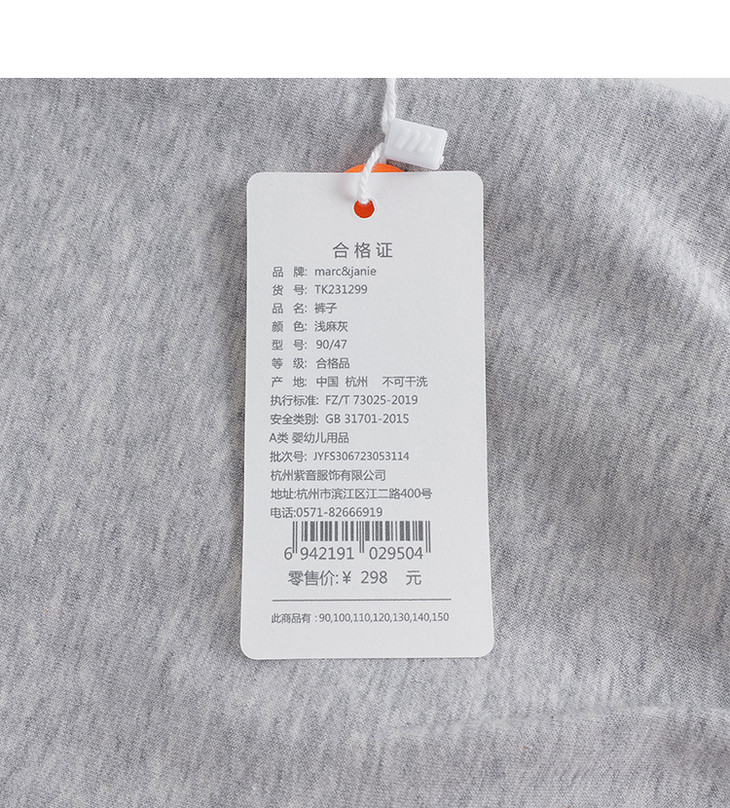 合格证
品 牌: marc&janie
货 号: TK231299
品 名: 裤子
颜 色: 浅麻灰
型 号: 90/47
等 级: 合格品
产 地: 中国 杭州 不可干洗
执行标准: FZ/T 73025-2019
安全类别: GB 31701-2015
A类 婴幼儿用品
批次号: JYFS306723053114
杭州紫音服饰有限公司
地址:杭州市滨江区江二路400号
电话:0571-82666919
6 942191 029504
零售价:¥ 298 元
此商品有 : 90,100,110,120,130,140,150